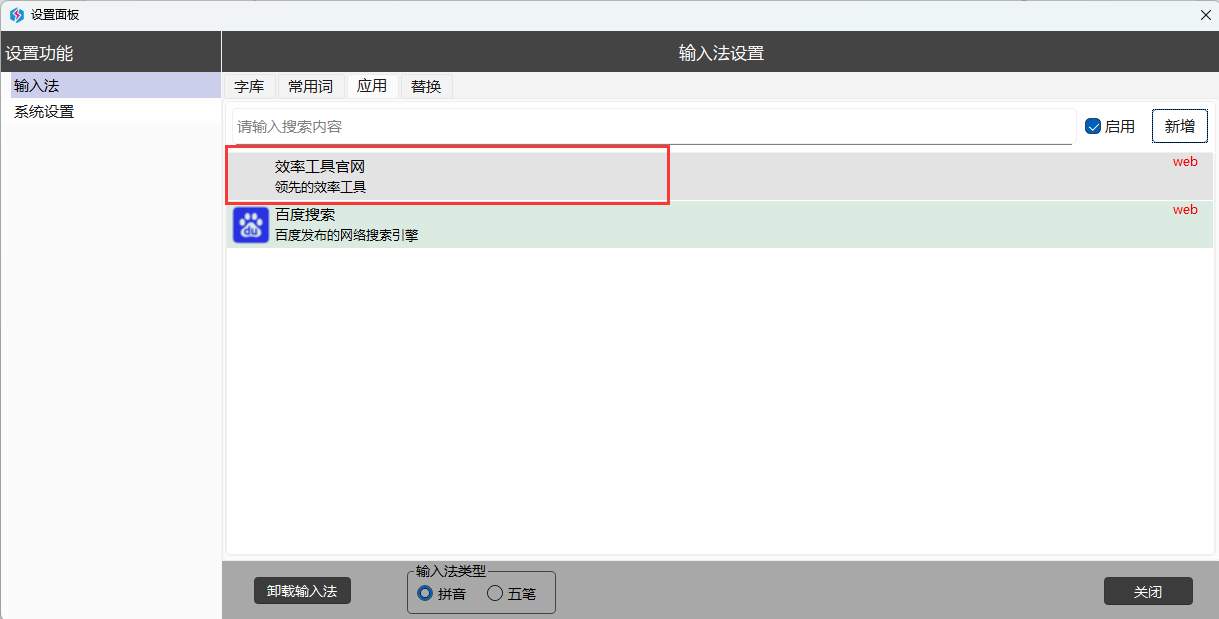 设置面板
设置功能
输入法设置
输入法
系统设置
字库 常用词 应用 替换
请输入搜索内容
启用
新增
效率工具官网
web
领先的效率工具
百度搜索
web
du
百度发布的网络搜索引擎
卸载输入法
输入法类型
拼音 五笔
关闭